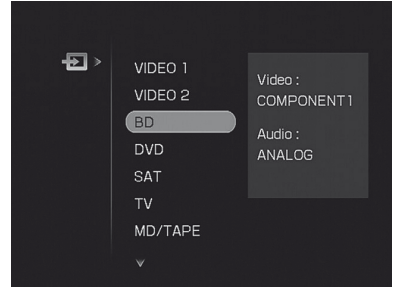 VIDEO 1
VIDEO 2
BD
DVD
SAT
TV
MD/TAPE
Video :
COMPONENT1
Audio :
ANALOG